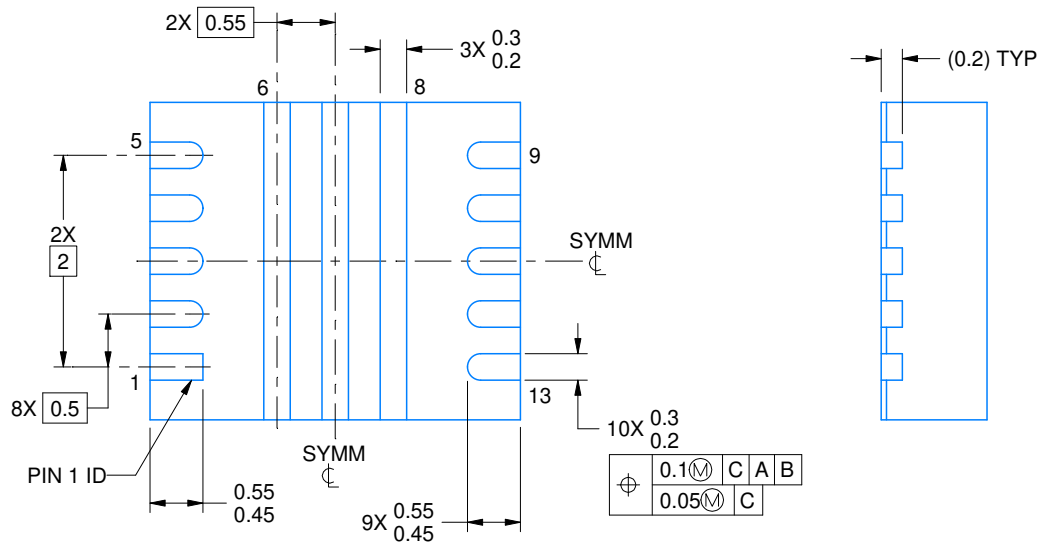 2X 0.55
3X 0.3
0.2
(0.2) TYP
6
8
5
9
2X
2
SYMM
℄
1
13
8X 0.5
10X 0.3
0.2
PIN 1 ID
SYMM
℄
0.55
0.45
9X 0.55
0.45
⌖ 0.1Ⓜ C A B
0.05Ⓜ C